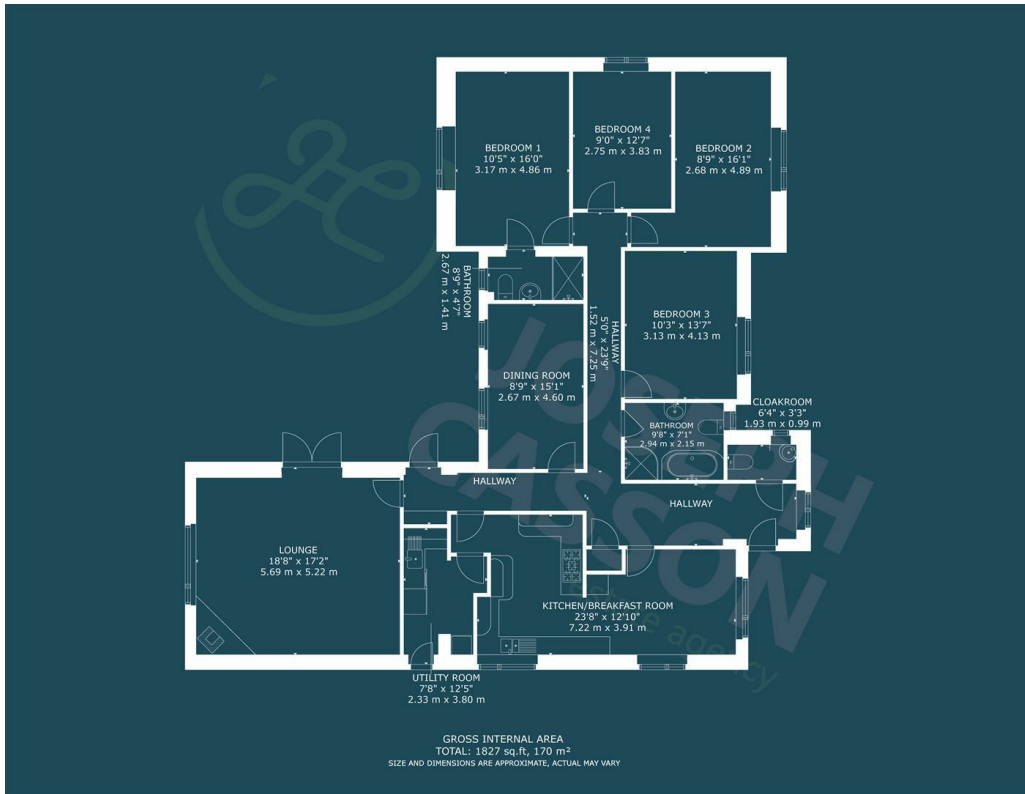 BEDROOM 1
10'5" x 16'0"
3.17 m x 4.86 m
BEDROOM 4
9'0" x 12'7"
2.75 m x 3.83 m
BEDROOM 2
8'9" x 16'1"
2.68 m x 4.89 m
BATHROOM
8'9" x 4'7"
2.67 m x 1.41 m
HALLWAY
5'0" x 23'9"
1.52 m x 7.25 m
BEDROOM 3
10'3" x 13'7"
3.13 m x 4.13 m
DINING ROOM
8'9" x 15'1"
2.67 m x 4.60 m
CLOAKROOM
6'4" x 3'3"
1.93 m x 0.99 m
BATHROOM
9'8" x 7'1"
2.94 m x 2.15 m
HALLWAY
HALLWAY
LOUNGE
18'8" x 17'2"
5.69 m x 5.22 m
KITCHEN/BREAKFAST ROOM
23'8" x 12'10"
7.22 m x 3.91 m
UTILITY ROOM
7'8" x 12'5"
2.33 m x 3.80 m
JOSEPH
CASSON
estate agency
GROSS INTERNAL AREA
TOTAL: 1827 sq.ft, 170 m²
SIZE AND DIMENSIONS ARE APPROXIMATE, ACTUAL MAY VARY